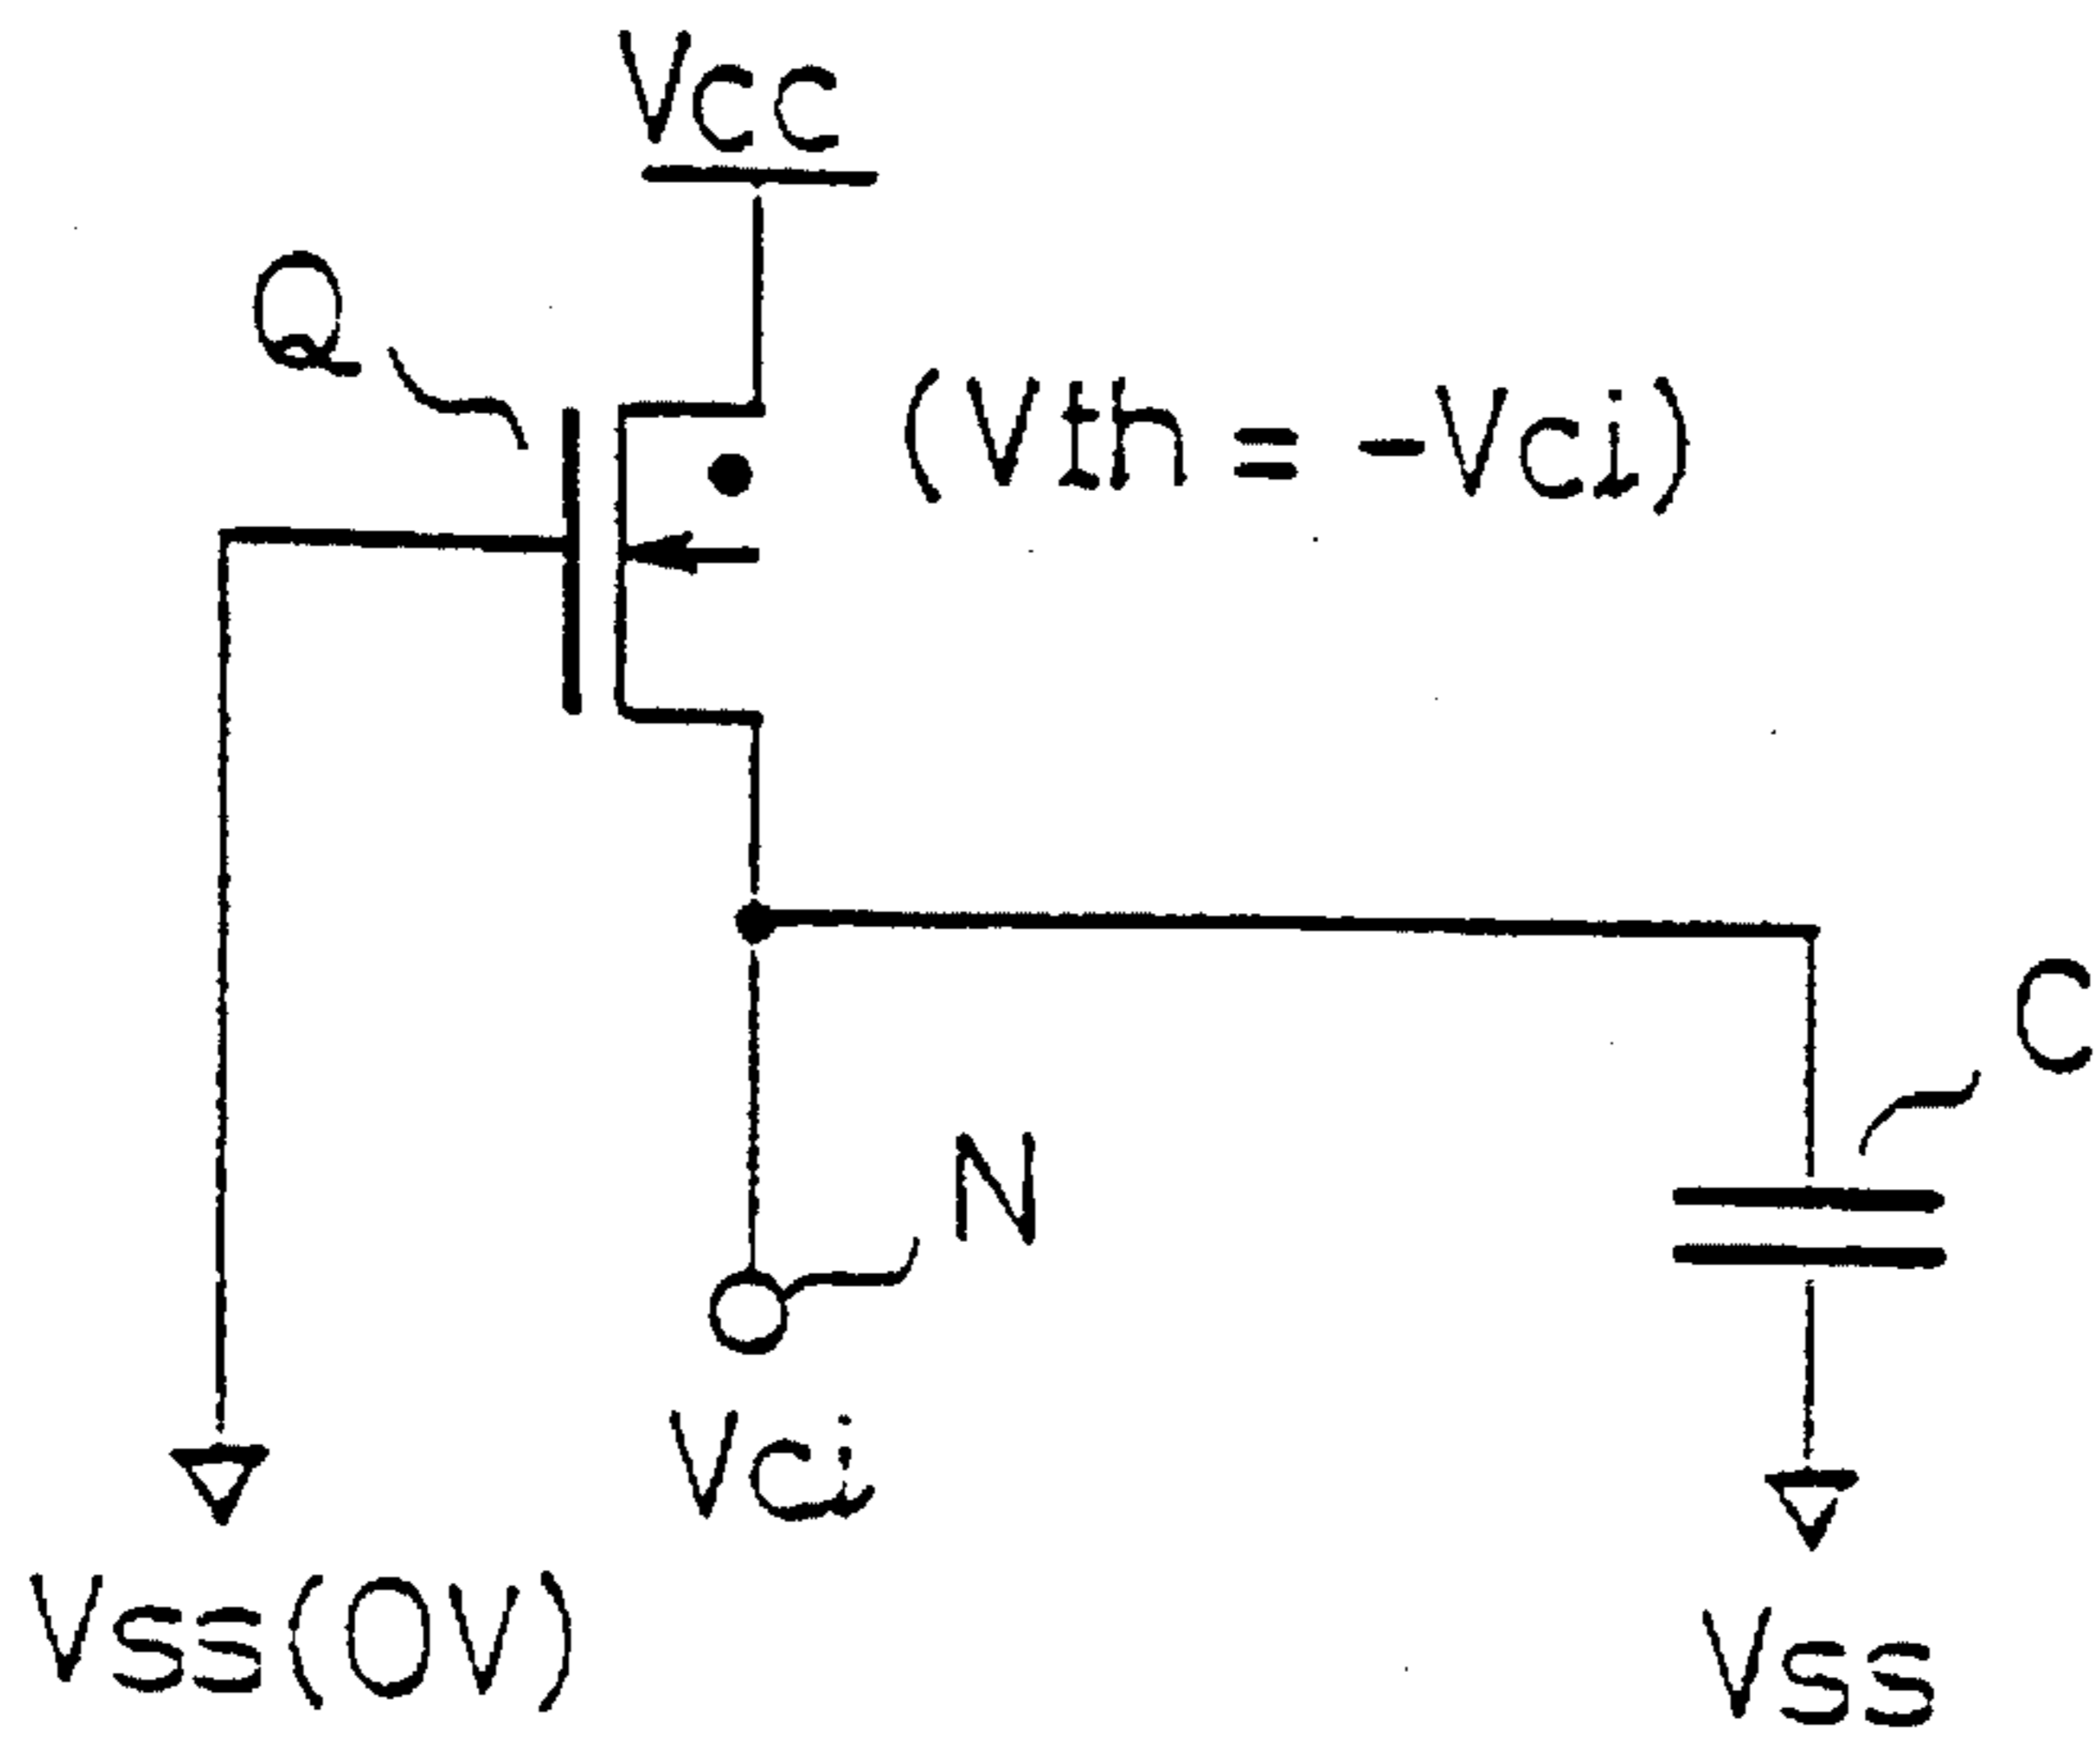 Vcc
Q
(Vth = -Vci)
C
N
Vci
Vss(0V)
Vss